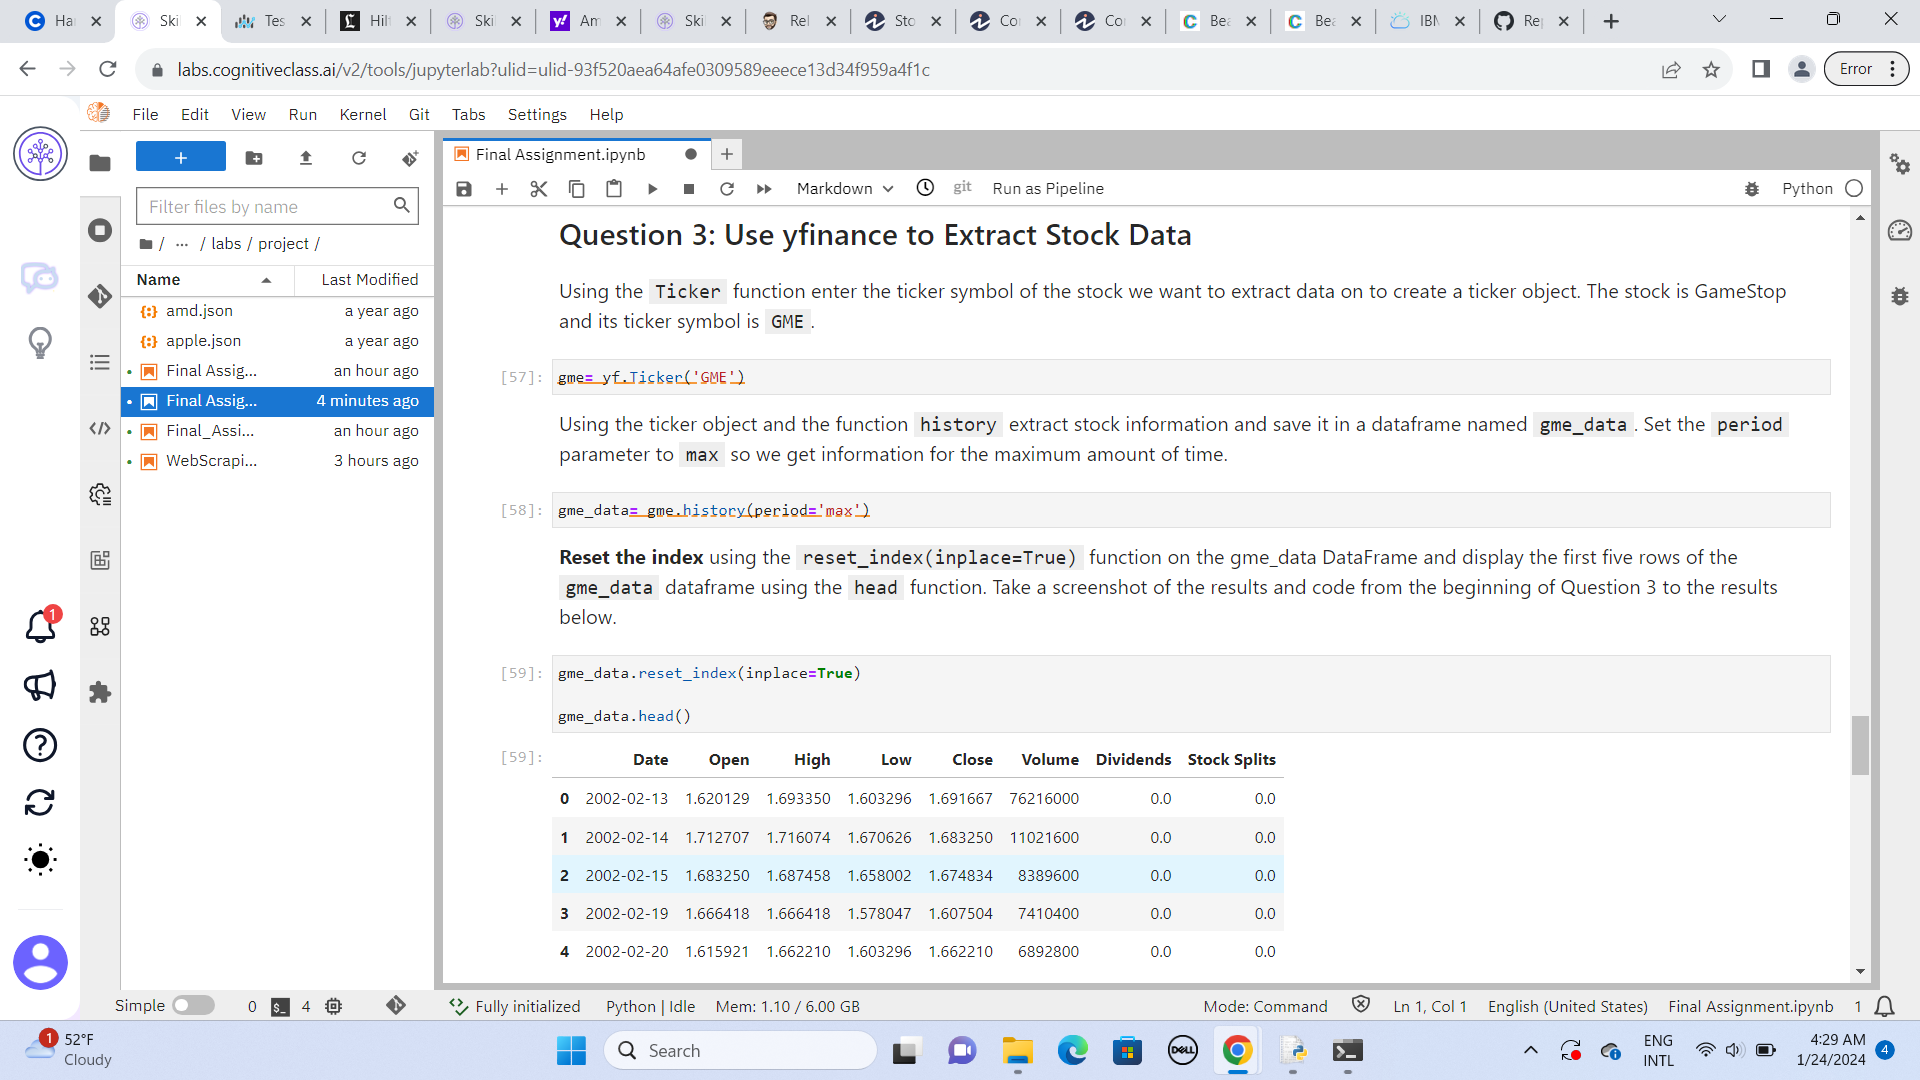 Ha
Ski
Tes
Hilt
Skil
Am
Skil
Rel
Sto
Co
Co
Bea
Bea
IBM
Rep
labs.cognitiveclass.ai/v2/tools/jupyterlab?ulid=ulid-93f520aea64afe0309589eeece13d34f959a4f1c
Error
File Edit View Run Kernel Git Tabs Settings Help
Final Assignment.ipynb
Markdown
git
Run as Pipeline
Python
Filter files by name
/ ... / labs / project /
Name Last Modified
amd.json a year ago
apple.json a year ago
Final Assig... an hour ago
Final Assig... 4 minutes ago
Final_Assi... an hour ago
WebScrapi... 3 hours ago
1
Question 3: Use yfinance to Extract Stock Data
Using the Ticker function enter the ticker symbol of the stock we want to extract data on to create a ticker object. The stock is GameStop
and its ticker symbol is GME .
[57]: gme= yf.Ticker('GME')
Using the ticker object and the function history extract stock information and save it in a dataframe named gme_data . Set the period
parameter to max so we get information for the maximum amount of time.
[58]: gme_data= gme.history(period='max')
Reset the index using the reset_index(inplace=True) function on the gme_data DataFrame and display the first five rows of the
gme_data dataframe using the head function. Take a screenshot of the results and code from the beginning of Question 3 to the results
below.
[59]: gme_data.reset_index(inplace=True)
gme_data.head()
[59]: Date Open High Low Close Volume Dividends Stock Splits
0 2002-02-13 1.620129 1.693350 1.603296 1.691667 76216000 0.0 0.0
1 2002-02-14 1.712707 1.716074 1.670626 1.683250 11021600 0.0 0.0
2 2002-02-15 1.683250 1.687458 1.658002 1.674834 8389600 0.0 0.0
3 2002-02-19 1.666418 1.666418 1.578047 1.607504 7410400 0.0 0.0
4 2002-02-20 1.615921 1.662210 1.603296 1.662210 6892800 0.0 0.0
Simple 0 4 Fully initialized Python | Idle Mem: 1.10 / 6.00 GB Mode: Command Ln 1, Col 1 English (United States) Final Assignment.ipynb 1
1
52°F
Cloudy
Search
DELL
ENG
INTL
4:29 AM
1/24/2024
4